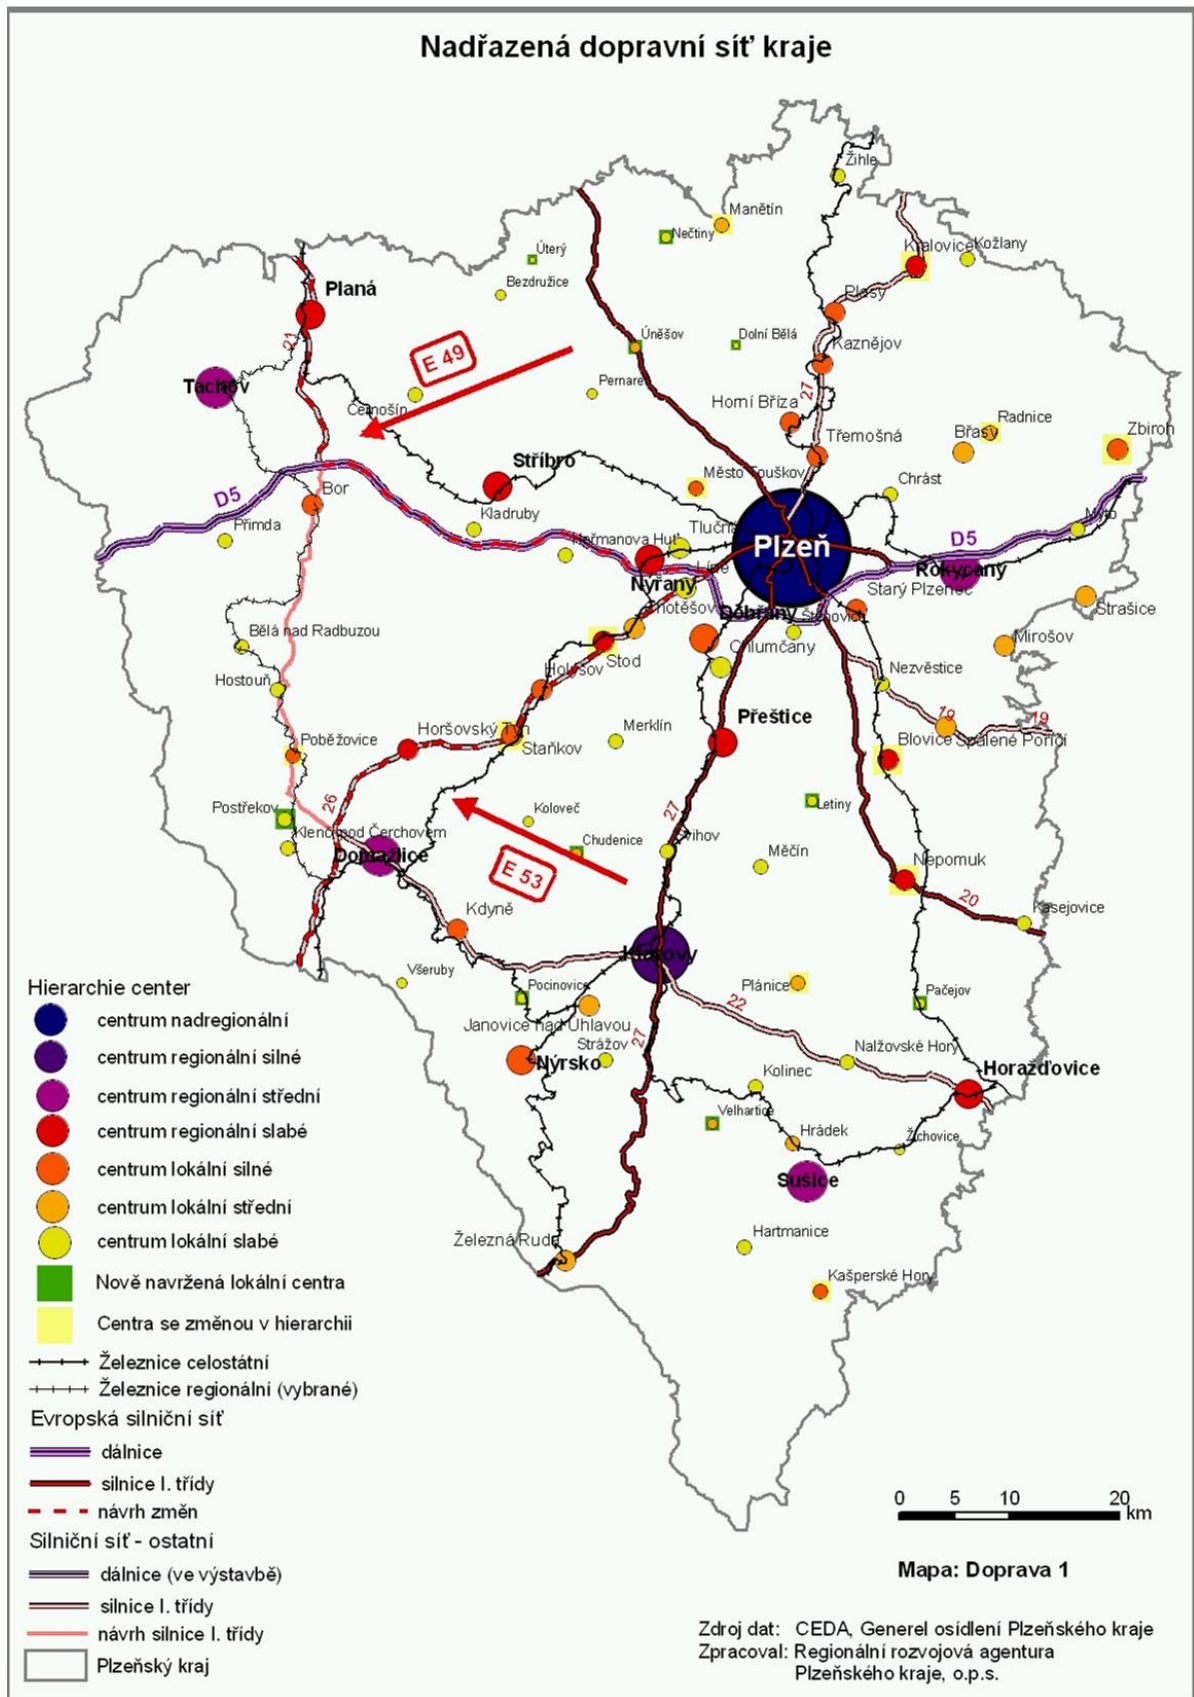 Nadřazená dopravní síť kraje
Žihle
Manětín
Nečtiny
Kralovice
Kožlany
Úterý
Bezdružice
Planá
Plasy
21
E 49
Úněšov
Dolní Bělá
Kaznějov
Tachov
Pernarec
27
Černošín
Horní Bříza
Radnice
Břasy
Zbiroh
Třemošná
Stříbro
Město Touškov
Chrást
Bor
D5
Kladruby
Přimda
Tlučná
Mýto
Plzeň
D5
Heřmanova Huť
Líně
Rokycany
Nýřany
Starý Plzenec
Chotěšov
Dobřany
Štěnovice
Strašice
Bělá nad Radbuzou
Mirošov
Stod
Chlumčany
Holýšov
Nezvěstice
Hostouň
19
19
Přeštice
Horšovský Týn
Merklín
Staňkov
Blovice
Spálené Poříčí
Poběžovice
26
27
Postřekov
Koloveč
Letiny
Klenčí pod Čerchovem
Chudenice
Švihov
Domažlice
Měčín
Nepomuk
E 53
20
Kdyně
Kasejovice
Klatovy
Všeruby
Pocinovice
Plánice
Pačejov
22
Janovice nad Úhlavou
27
Strážov
Nalžovské Hory
Nýrsko
Kolinec
Horažďovice
Velhartice
Hrádek
Žichovice
Sušice
Železná Ruda
Hartmanice
Kašperské Hory
Hierarchie center
centrum nadregionální
centrum regionální silné
centrum regionální střední
centrum regionální slabé
centrum lokální silné
centrum lokální střední
centrum lokální slabé
Nově navržená lokální centra
Centra se změnou v hierarchii
Železnice celostátní
Železnice regionální (vybrané)
Evropská silniční síť
dálnice
silnice I. třídy
návrh změn
Silniční síť - ostatní
dálnice (ve výstavbě)
silnice I. třídy
návrh silnice I. třídy
Plzeňský kraj
0 5 10 20
km
Mapa: Doprava 1
Zdroj dat: CEDA, Generel osídlení Plzeňského kraje
Zpracoval: Regionální rozvojová agentura
Plzeňského kraje, o.p.s.